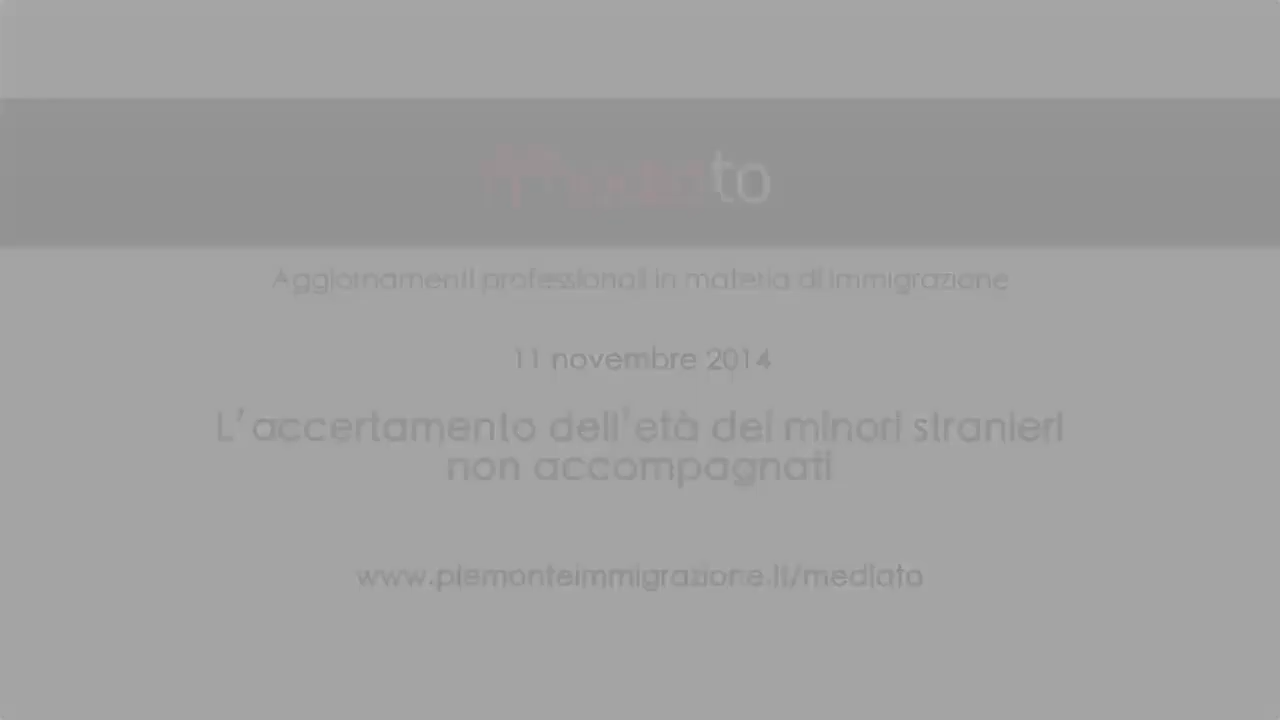 to
Aggiornamenti professionali in materia di immigrazione
11 novembre 2014
L'accertamento dell'età dei minori stranieri
non accompagnati
www.piemonteimmigrazione.it/mediato